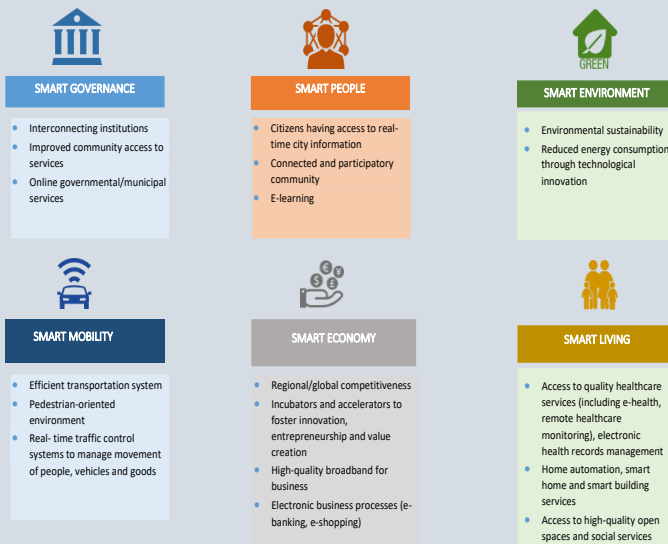 SMART GOVERNANCE
Interconnecting institutions
Improved community access to
services
Online governmental/municipal
services
SMART PEOPLE
Citizens having access to real-
time city information
Connected and participatory
community
E-learning
GREEN
SMART ENVIRONMENT
Environmental sustainability
Reduced energy consumption
through technological
innovation
SMART MOBILITY
Efficient transportation system
Pedestrian-oriented
environment
Real- time traffic control
systems to manage movement
of people, vehicles and goods
SMART ECONOMY
Regional/global competitiveness
Incubators and accelerators to
foster innovation,
entrepreneurship and value
creation
High-quality broadband for
business
Electronic business processes (e-
banking, e-shopping)
SMART LIVING
Access to quality healthcare
services (including e-health,
remote healthcare
monitoring), electronic
health records management
Home automation, smart
home and smart building
services
Access to high-quality open
spaces and social services